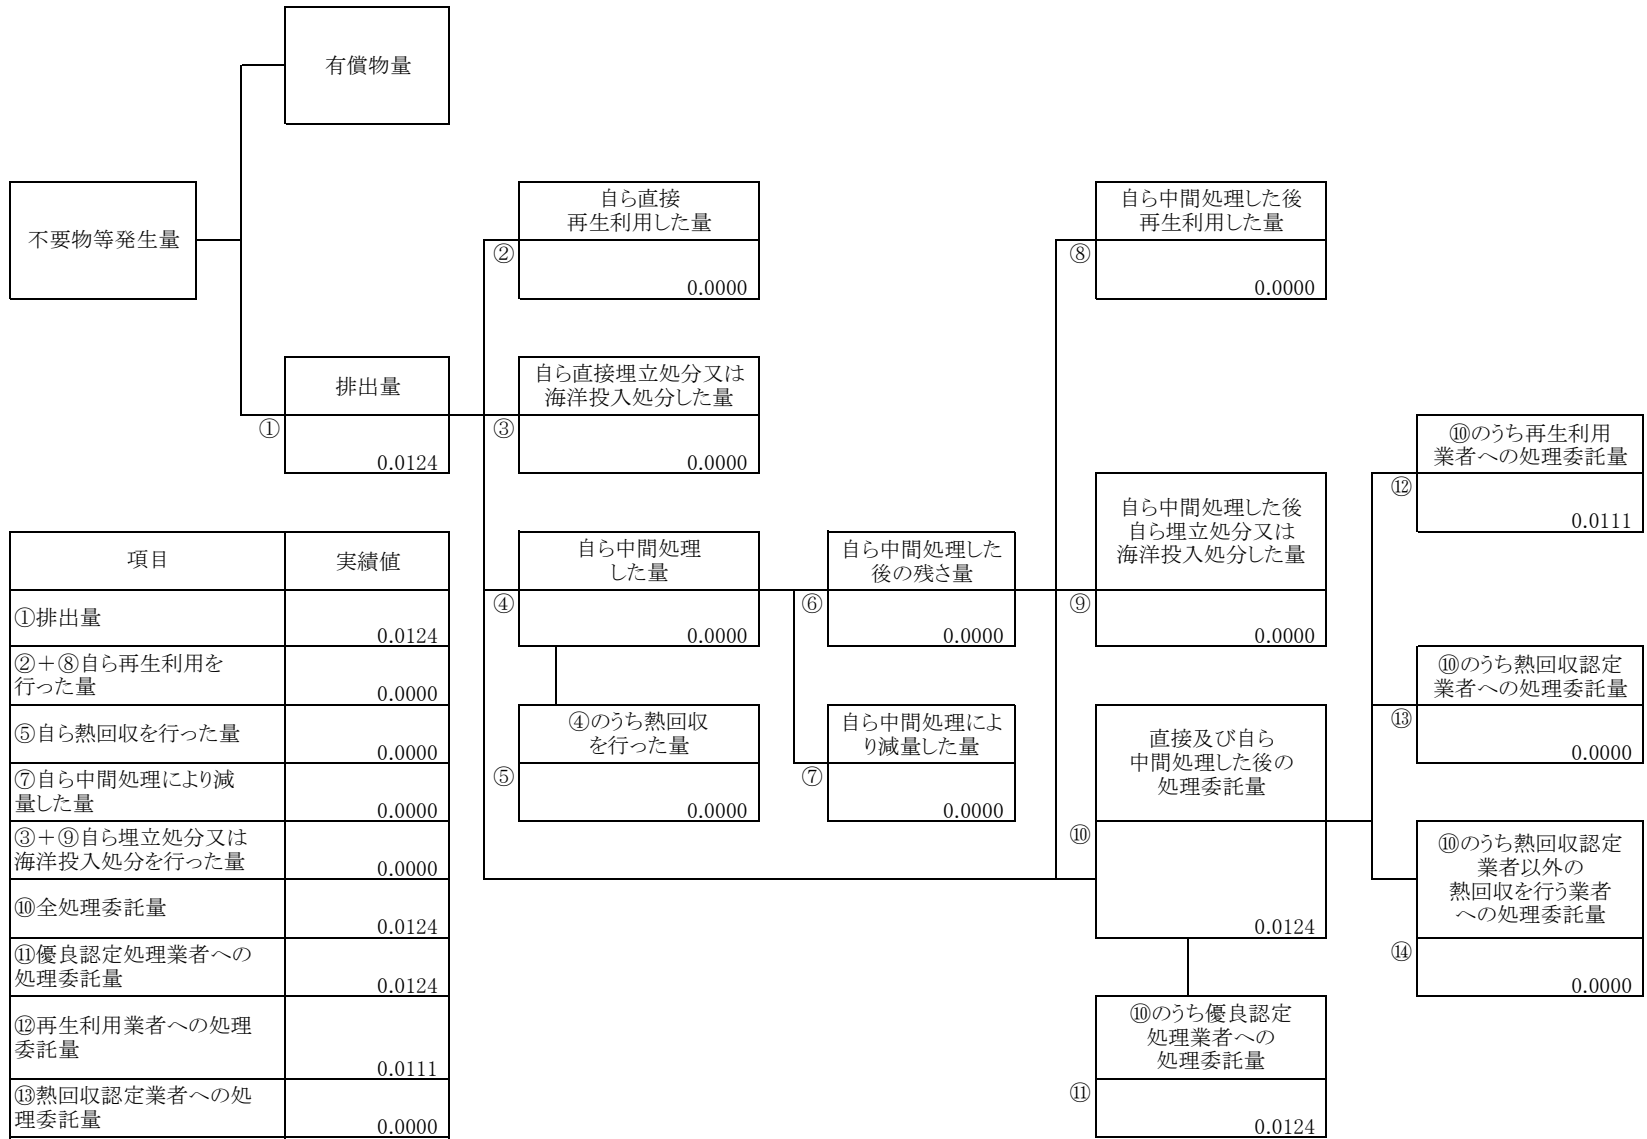 有償物量
不要物等発生量
自ら直接
再生利用した量
②
0.0000
自ら中間処理した後
再生利用した量
⑧
0.0000
排出量
①
0.0124
自ら直接埋立処分又は
海洋投入処分した量
③
0.0000
⑩のうち再生利用
業者への処理委託量
⑫
0.0111
自ら中間処理した後
自ら埋立処分又は
海洋投入処分した量
⑨
0.0000
自ら中間処理
した量
④
0.0000
自ら中間処理した
後の残さ量
⑥
0.0000
⑩のうち熱回収認定
業者への処理委託量
⑬
0.0000
④のうち熱回収
を行った量
⑤
0.0000
自ら中間処理によ
り減量した量
⑦
0.0000
直接及び自ら
中間処理した後の
処理委託量
⑩
0.0124
⑩のうち熱回収認定
業者以外の
熱回収を行う業者
への処理委託量
⑭
0.0000
⑩のうち優良認定
処理業者への
処理委託量
⑪
0.0124
項目 実績値
①排出量
0.0124
②＋⑧自ら再生利用を
行った量
0.0000
⑤自ら熱回収を行った量
0.0000
⑦自ら中間処理により減
量した量
0.0000
③＋⑨自ら埋立処分又は
海洋投入処分を行った量
0.0000
⑩全処理委託量
0.0124
⑪優良認定処理業者への
処理委託量
0.0124
⑫再生利用業者への処理
委託量
0.0111
⑬熱回収認定業者への処
理委託量
0.0000